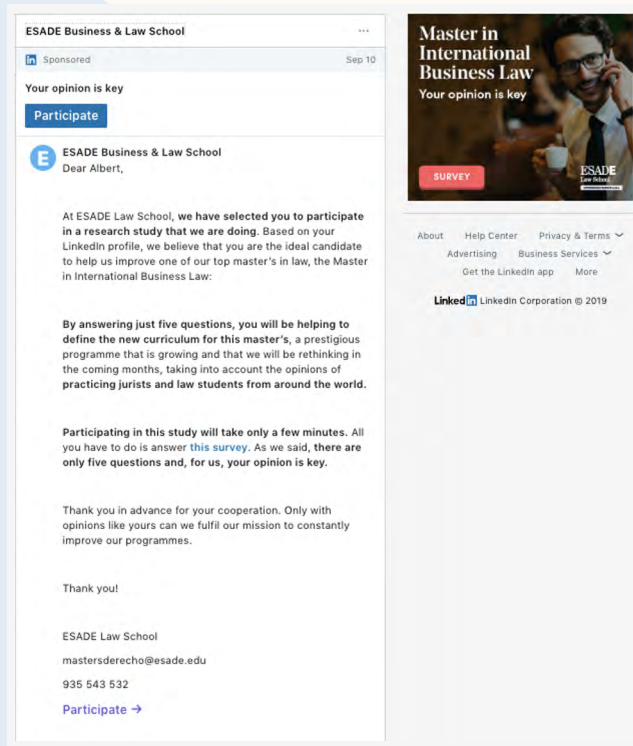 ESADE Business & Law School
...
in Sponsored
Sep 10
Your opinion is key
Participate
E
ESADE Business & Law School
Dear Albert,
At ESADE Law School, we have selected you to participate
in a research study that we are doing. Based on your
LinkedIn profile, we believe that you are the ideal candidate
to help us improve one of our top master's in law, the Master
in International Business Law:
By answering just five questions, you will be helping to
define the new curriculum for this master's, a prestigious
programme that is growing and that we will be rethinking in
the coming months, taking into account the opinions of
practicing jurists and law students from around the world.
Participating in this study will take only a few minutes. All
you have to do is answer this survey. As we said, there are
only five questions and, for us, your opinion is key.
Thank you in advance for your cooperation. Only with
opinions like yours can we fulfil our mission to constantly
improve our programmes.
Thank you!
ESADE Law School
mastersderecho@esade.edu
935 543 532
Participate →
Master in
International
Business Law
Your opinion is key
SURVEY
ESADE
Law School
About Help Center Privacy & Terms
Advertising Business Services
Get the LinkedIn app More
Linked in LinkedIn Corporation © 2019